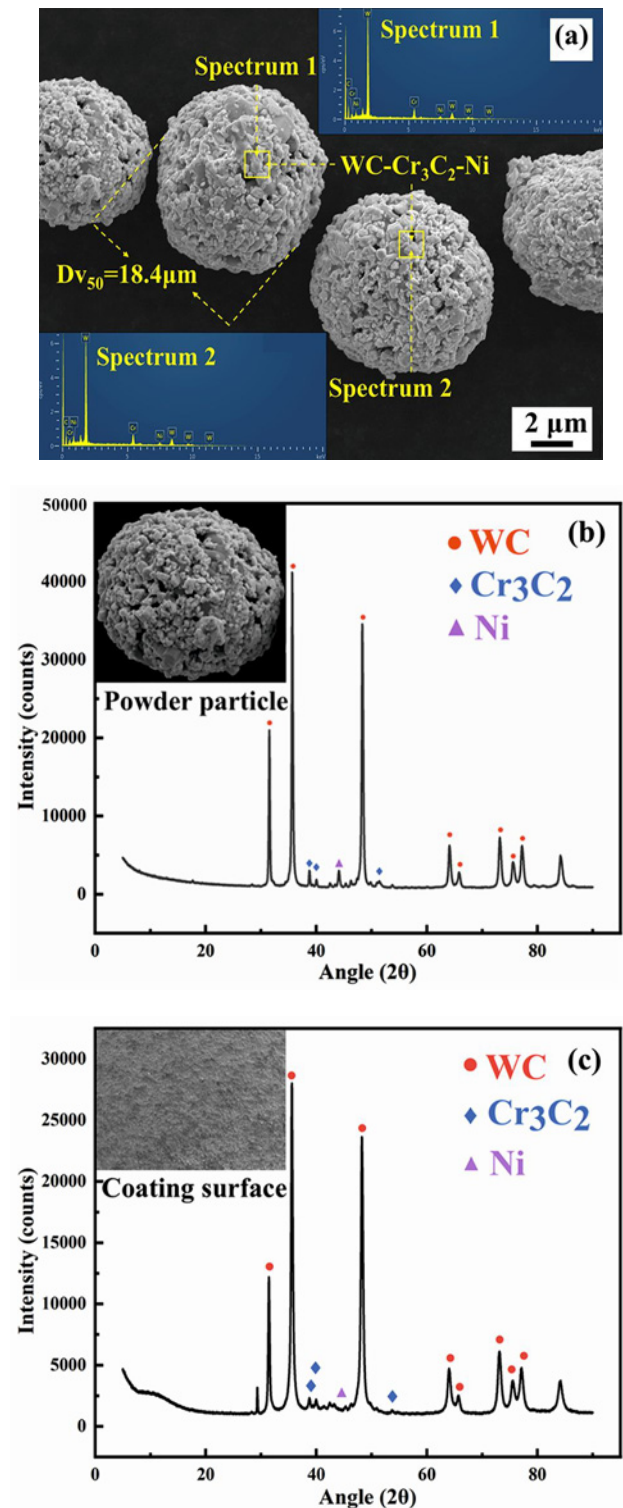 Spectrum 1
(a)
Spectrum 1
WC-Cr₃C₂-Ni
Dv₅₀=18.4μm
Spectrum 2
Spectrum 2
2 μm
(b)
50000
40000
30000
20000
10000
0
Intensity (counts)
Powder particle
WC
Cr₃C₂
Ni
0 20 40 60 80
Angle (2θ)
(c)
30000
25000
20000
15000
10000
5000
0
Intensity (counts)
Coating surface
WC
Cr₃C₂
Ni
0 20 40 60 80
Angle (2θ)